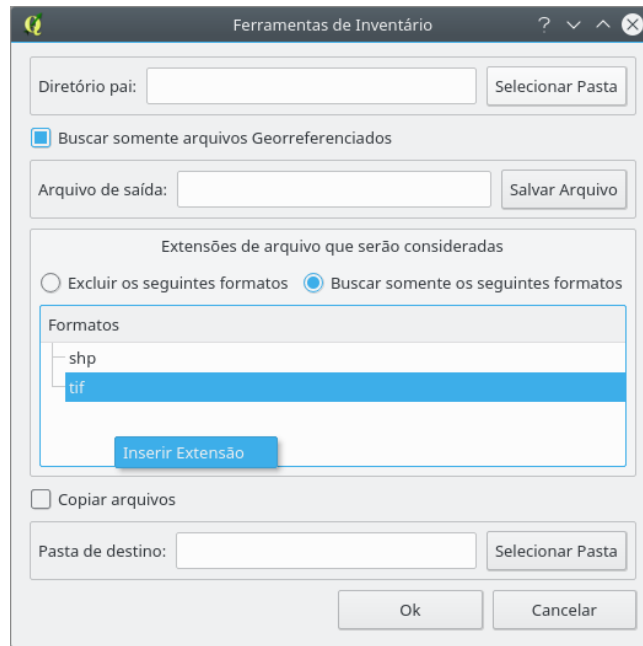 Ferramentas de Inventário
Diretório pai: Selecionar Pasta
Buscar somente arquivos Georreferenciados
Arquivo de saída: Salvar Arquivo
Extensões de arquivo que serão consideradas
Excluir os seguintes formatos Buscar somente os seguintes formatos
Formatos
shp
tif
Inserir Extensão
Copiar arquivos
Pasta de destino: Selecionar Pasta
Ok Cancelar